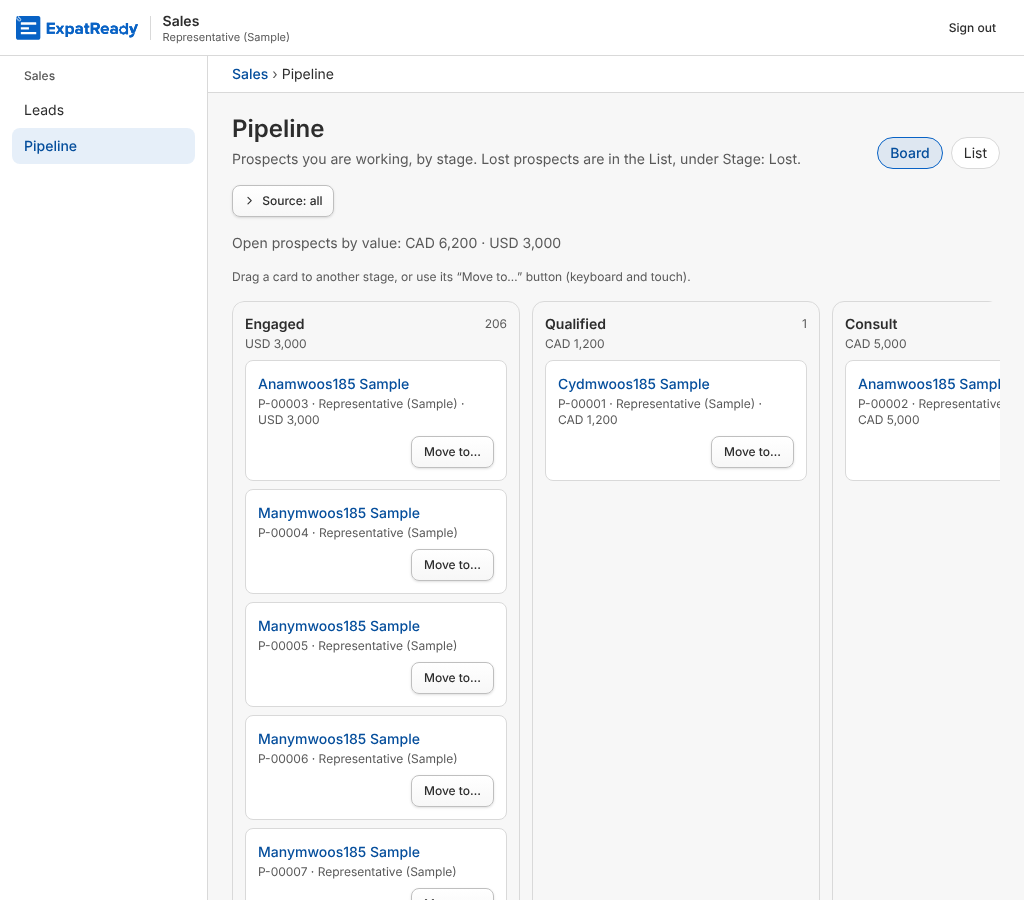 ExpatReady
Sales
Representative (Sample)
Sign out
Sales
Leads
Pipeline
Sales › Pipeline
Pipeline
Prospects you are working, by stage. Lost prospects are in the List, under Stage: Lost.
Board
List
Source: all
Open prospects by value: CAD 6,200 · USD 3,000
Drag a card to another stage, or use its “Move to…” button (keyboard and touch).
Engaged
206
USD 3,000
Anamwoos185 Sample
P-00003 · Representative (Sample) ·
USD 3,000
Move to…
Manymwoos185 Sample
P-00004 · Representative (Sample)
Move to…
Manymwoos185 Sample
P-00005 · Representative (Sample)
Move to…
Manymwoos185 Sample
P-00006 · Representative (Sample)
Move to…
Manymwoos185 Sample
P-00007 · Representative (Sample)
Qualified
1
CAD 1,200
Cydmwoos185 Sample
P-00001 · Representative (Sample) ·
CAD 1,200
Move to…
Consult
CAD 5,000
Anamwoos185
P-00002 · Representative
CAD 5,000